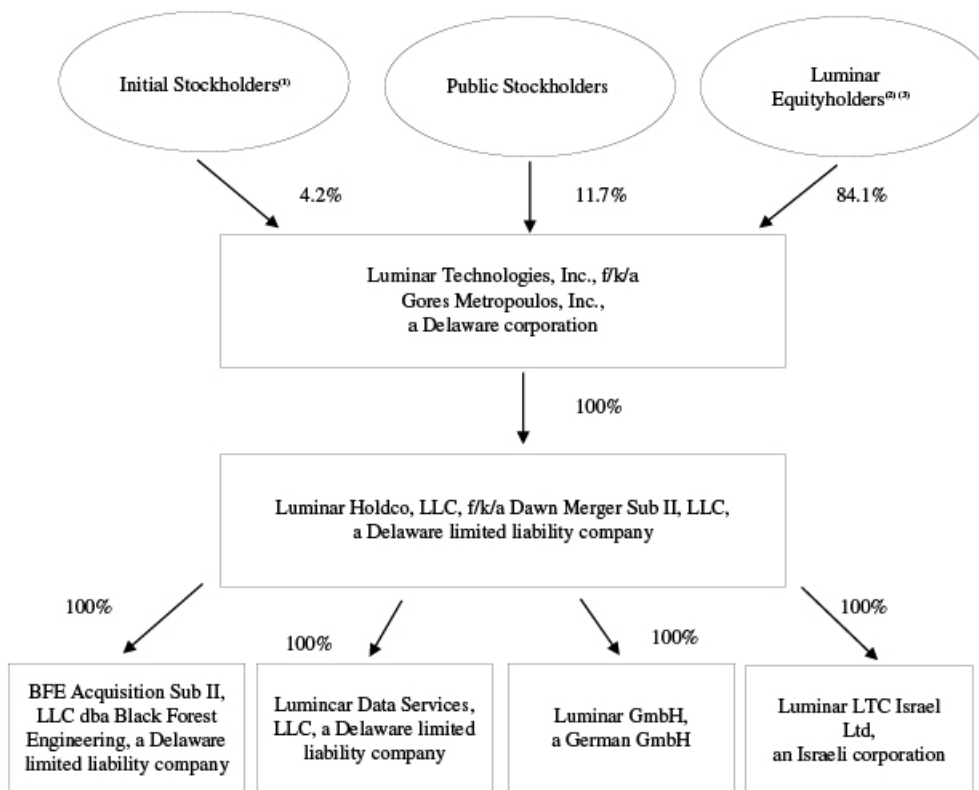 Initial Stockholders(1)
Public Stockholders
Luminar
Equityholders(2) (3)
4.2%
11.7%
84.1%
Luminar Technologies, Inc., f/k/a
Gores Metropoulos, Inc.,
a Delaware corporation
100%
Luminar Holdco, LLC, f/k/a Dawn Merger Sub II, LLC,
a Delaware limited liability company
100%
100%
100%
100%
BFE Acquisition Sub II,
LLC dba Black Forest
Engineering, a Delaware
limited liability company
Lumincar Data Services,
LLC, a Delaware limited
liability company
Luminar GmbH,
a German GmbH
Luminar LTC Israel
Ltd,
an Israeli corporation